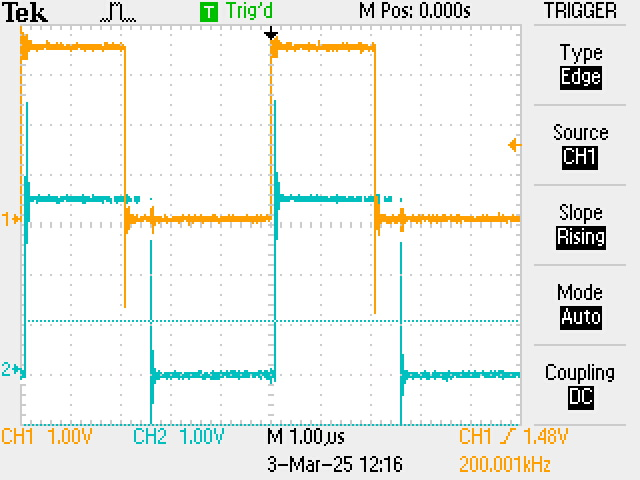 Tek T Trig'd M Pos: 0.000s TRIGGER
Type
Edge
Source
CH1
Slope
Rising
Mode
Auto
Coupling
DC
1
2
CH1 1.00V CH2 1.00V M 1.00µs CH1 1.48V
3-Mar-25 12:16 200.001kHz